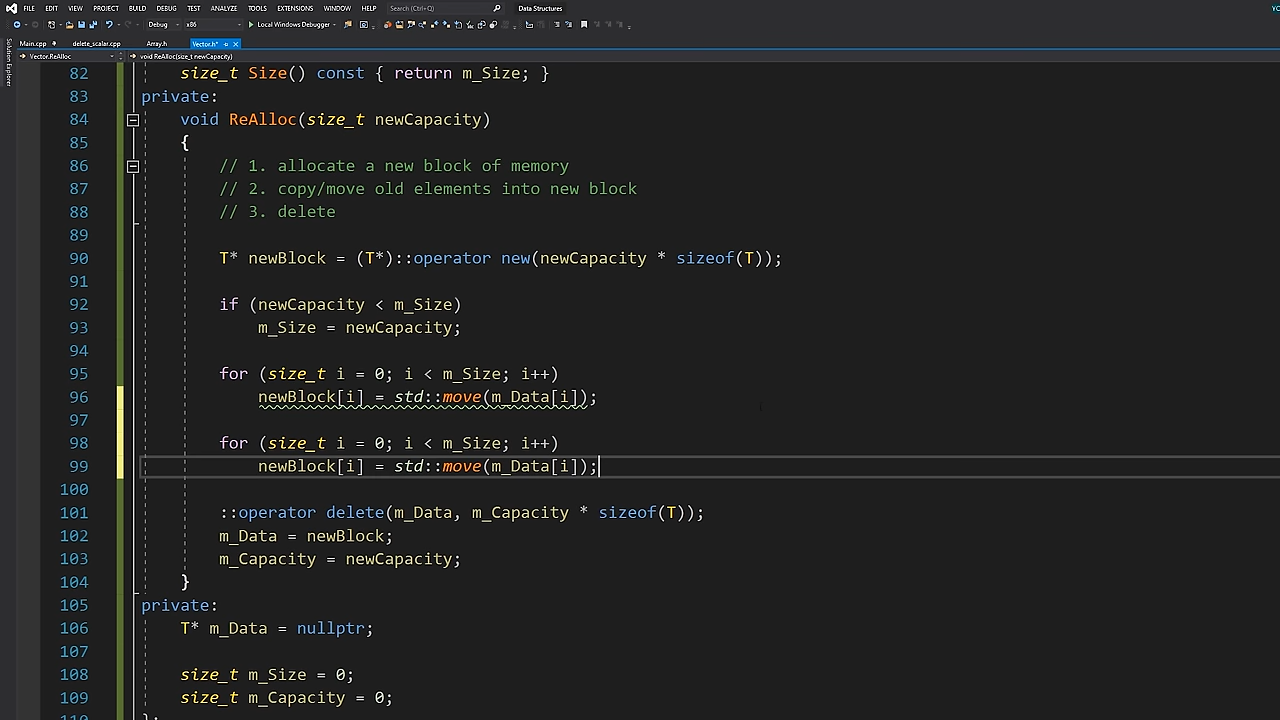 FILE EDIT VIEW PROJECT BUILD DEBUG TEST ANALYZE TOOLS EXTENSIONS WINDOW HELP Search (Ctrl+Q) Data Structures
Debug x86 Local Windows Debugger
Main.cpp delete_scalar.cpp Array.h Vector.h*
Vector.ReAlloc void ReAlloc(size_t newCapacity)
Solution Explorer
82 size_t Size() const { return m_Size; }
83 private:
84 void ReAlloc(size_t newCapacity)
85 {
86 // 1. allocate a new block of memory
87 // 2. copy/move old elements into new block
88 // 3. delete
89
90 T* newBlock = (T*)::operator new(newCapacity * sizeof(T));
91
92 if (newCapacity < m_Size)
93 m_Size = newCapacity;
94
95 for (size_t i = 0; i < m_Size; i++)
96 newBlock[i] = std::move(m_Data[i]);
97
98 for (size_t i = 0; i < m_Size; i++)
99 newBlock[i] = std::move(m_Data[i]);
100
101 ::operator delete(m_Data, m_Capacity * sizeof(T));
102 m_Data = newBlock;
103 m_Capacity = newCapacity;
104 }
105 private:
106 T* m_Data = nullptr;
107
108 size_t m_Size = 0;
109 size_t m_Capacity = 0;
110 };